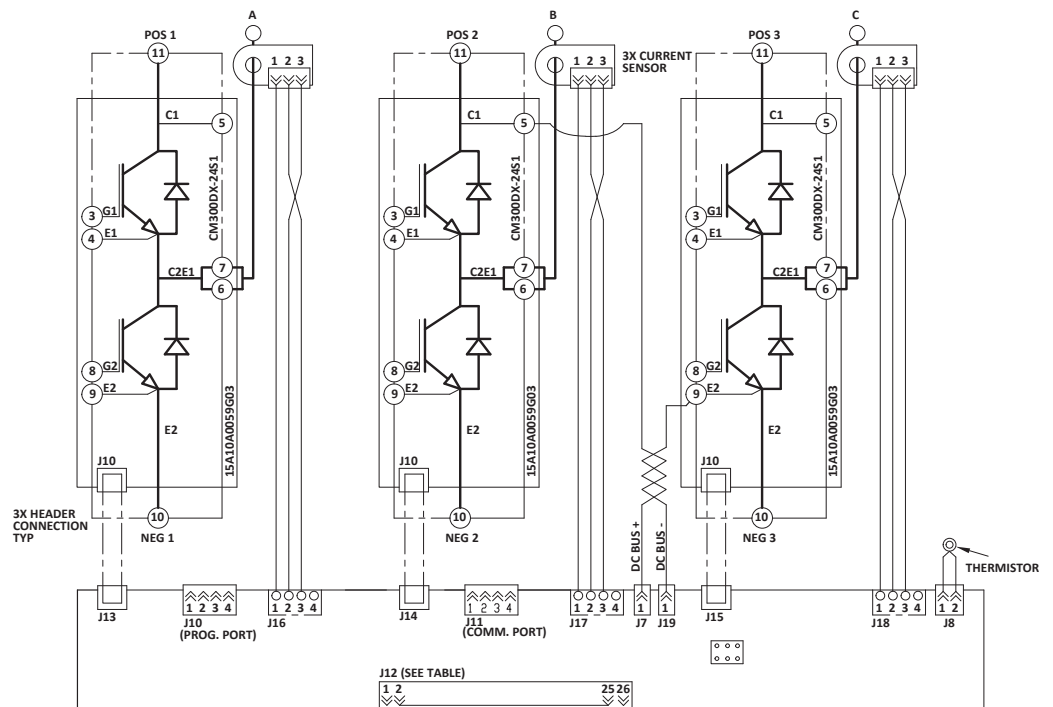 A B C
POS 1 POS 2 POS 3
11 11 11
1 2 3 1 2 3 1 2 3
3X CURRENT
SENSOR
C1 5 C1 5 C1 5
CM300DX-24S1 CM300DX-24S1 CM300DX-24S1
3 G1 3 G1 3 G1
4 E1 4 E1 4 E1
7 7 7
C2E1 C2E1 C2E1
6 6 6
8 G2 8 G2 8 G2
9 E2 9 E2 9 E2
E2 E2 E2
15A10A0059G03 15A10A0059G03 15A10A0059G03
J10 J10 J10
3X HEADER
CONNECTION
TYP
10 10 10
NEG 1 NEG 2 NEG 3
DC BUS + DC BUS -
THERMISTOR
1 2 3 4 1 2 3 4 1 2 3 4 1 2 3 4 1 1 1 2 3 4 1 2
J13 J10 J16 J14 J11 J17 J7 J19 J15 J18 J8
(PROG. PORT) (COMM. PORT)
J12 (SEE TABLE)
1 2 25 26